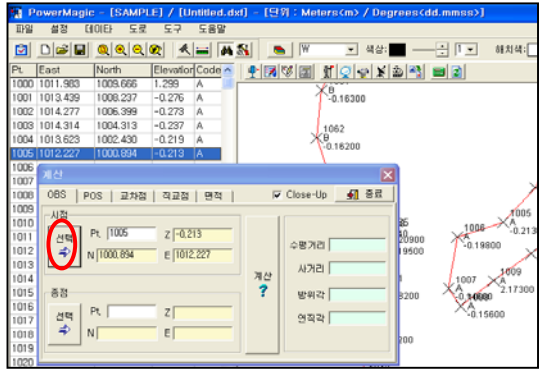 PowerMagic - [SAMPLE] / [Untitled.dxf] - [단위 : Meters<m> / Degrees<dd.mmss>]
파일 설정 데이타 도로 도구 도움말
W 색상: 1 해치색:
Pt. East North Elevation Code
1000 1011.983 1009.666 1.299 A
1001 1013.439 1008.237 -0.276 A
1002 1014.277 1006.399 -0.273 A
1003 1014.314 1004.313 -0.237 A
1004 1013.623 1002.430 -0.219 A
1005 1012.227 1000.894 -0.213 A
1006
1007
1008
1009
1010
1011
1012
1013
1014
1015
1016
1017
1018
1019
1020
B
-0.16300
1062
B
-0.16200
계산
OBS POS 교차점 직교점 면적 Close-Up 종료
시점
선택 Pt. 1005 Z -0.213
N 1000.894 E 1012.227
종점
선택 Pt. Z
N E
계산
?
수평거리
사거리
방위각
연직각
1005
A
-0.213
1006
A
-0.19800
1009
A
2.17300
1007
A
A
-0.15600
20900
19600
3200
200